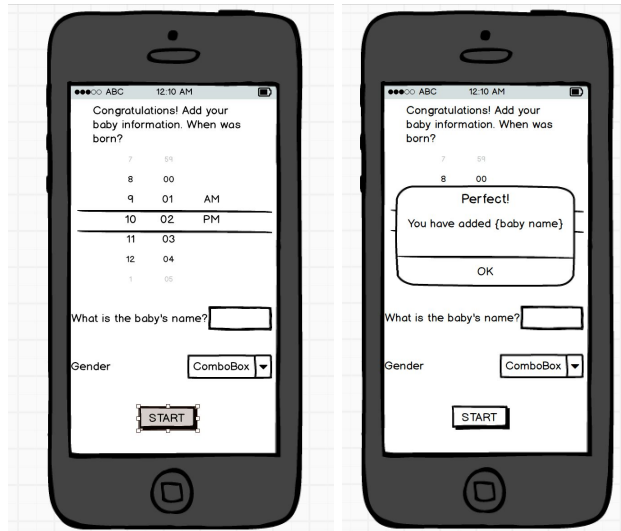 ABC 12:10 AM
Congratulations! Add your
baby information. When was
born?
7 59
8 00
9 01 AM
10 02 PM
11 03
12 04
1 05
What is the baby's name?
Gender ComboBox
START
ABC 12:10 AM
Congratulations! Add your
baby information. When was
born?
7 59
8 00
Perfect!
You have added {baby name}
OK
What is the baby's name?
Gender ComboBox
START